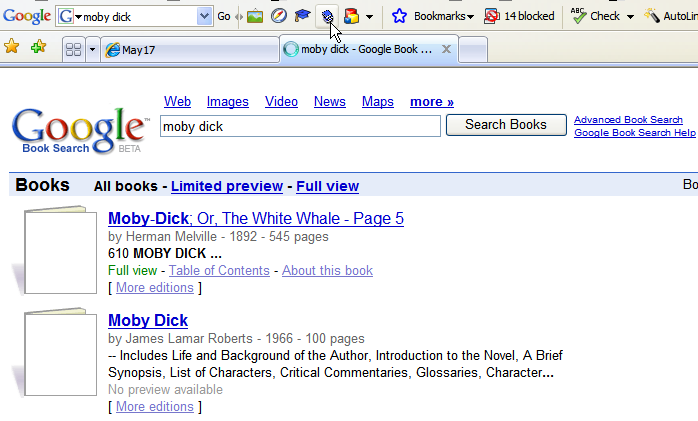 Google G moby dick Go Bookmarks 14 blocked ABC Check AutoLin
May17 moby dick - Google Book ...
Web Images Video News Maps more »
Google™ moby dick Search Books Advanced Book Search
Book Search BETA Google Book Search Help
Books All books - Limited preview - Full view Bo
Moby-Dick; Or, The White Whale - Page 5
by Herman Melville - 1892 - 545 pages
610 MOBY DICK ...
Full view - Table of Contents - About this book
[ More editions ]
Moby Dick
by James Lamar Roberts - 1966 - 100 pages
-- Includes Life and Background of the Author, Introduction to the Novel, A Brief
Synopsis, List of Characters, Critical Commentaries, Glossaries, Character...
No preview available
[ More editions ]